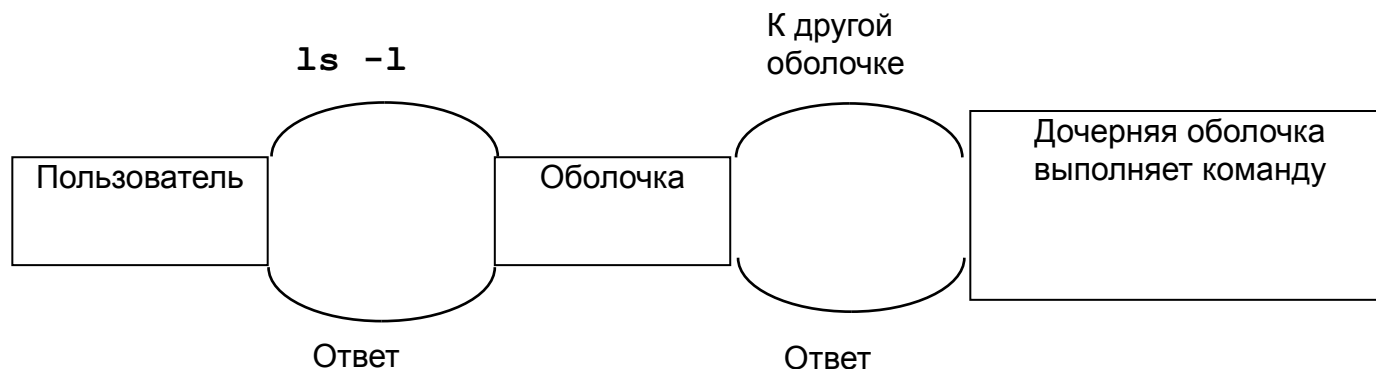 ls -l
К другой
оболочке
Пользователь
Оболочка
Дочерняя оболочка
выполняет команду
Ответ
Ответ